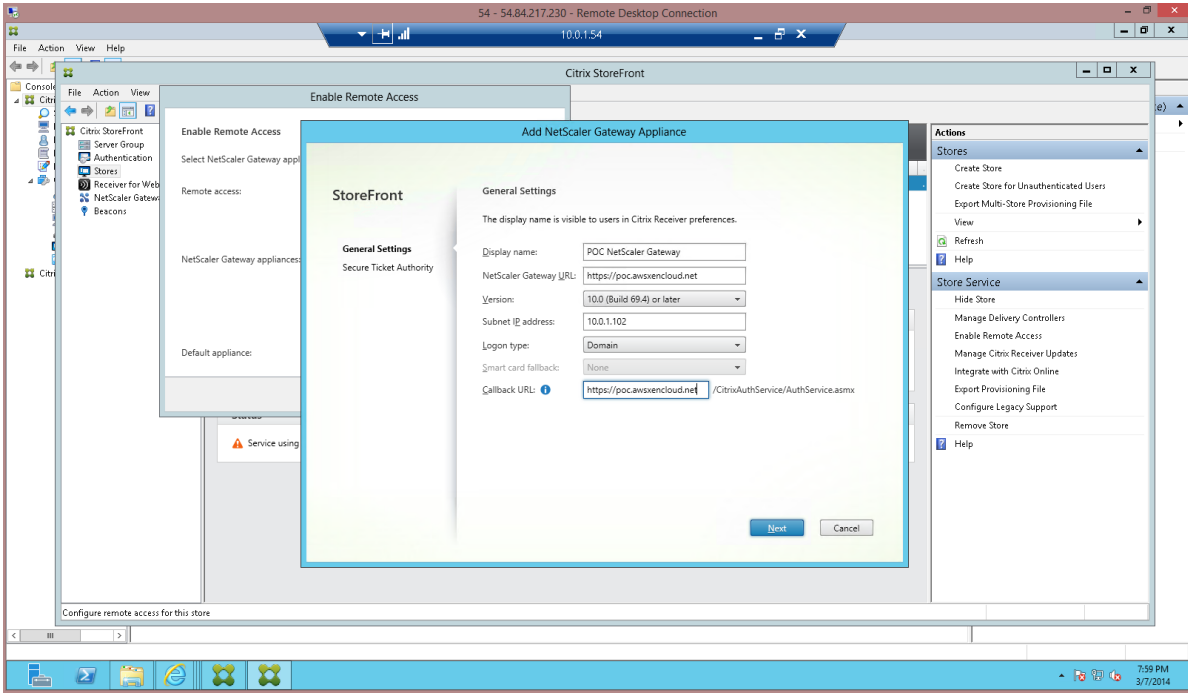 54 - 54.84.217.230 - Remote Desktop Connection
10.0.1.54
File Action View Help
Citrix StoreFront
Console
Citri
File Action View
Enable Remote Access
Citrix StoreFront
Server Group
Authentication
Stores
Receiver for Web
NetScaler Gatew
Beacons
Citri
Enable Remote Access
Select NetScaler Gateway appl
Remote access:
NetScaler Gateway appliances:
Default appliance:
Status
Service using
Add NetScaler Gateway Appliance
StoreFront
General Settings
Secure Ticket Authority
General Settings
The display name is visible to users in Citrix Receiver preferences.
Display name: POC NetScaler Gateway
NetScaler Gateway URL: https://poc.awsxencloud.net
Version: 10.0 (Build 69.4) or later
Subnet IP address: 10.0.1.102
Logon type: Domain
Smart card fallback: None
Callback URL: https://poc.awsxencloud.net /CitrixAuthService/AuthService.asmx
Next Cancel
e)
Actions
Stores
Create Store
Create Store for Unauthenticated Users
Export Multi-Store Provisioning File
View
Refresh
Help
Store Service
Hide Store
Manage Delivery Controllers
Enable Remote Access
Manage Citrix Receiver Updates
Integrate with Citrix Online
Export Provisioning File
Configure Legacy Support
Remove Store
Help
Configure remote access for this store
7:59 PM
3/7/2014